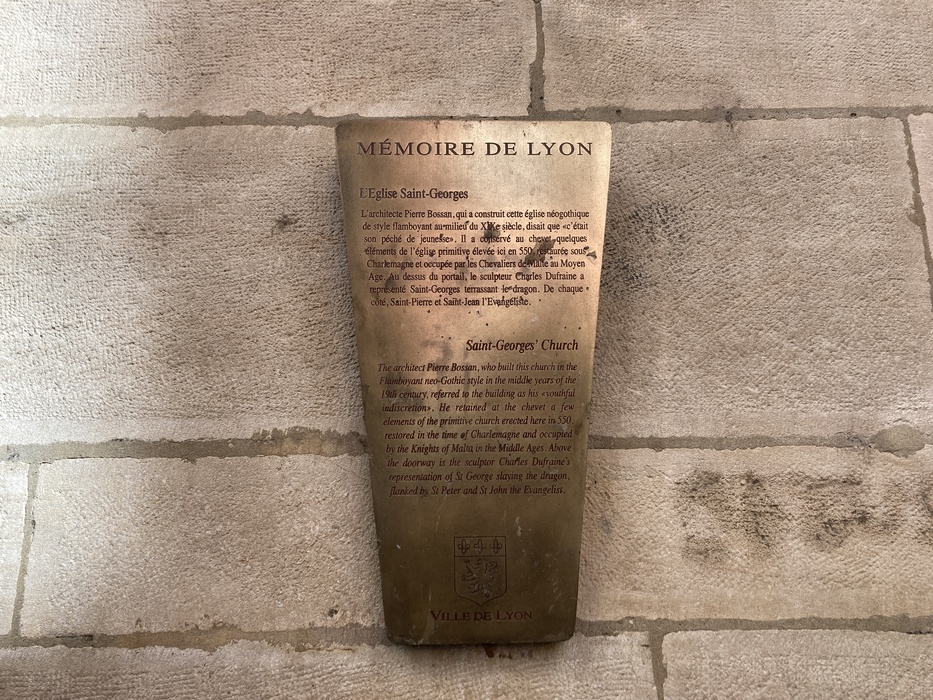 MÉMOIRE DE LYON
L'Eglise Saint-Georges
L'architecte Pierre Bossan, qui a construit cette église néogothique
de style flamboyant au milieu du XIXe siècle, disait que «c'était
son péché de jeunesse». Il a conservé au chevet quelques
éléments de l'église primitive élevée ici en 550, restaurée sous
Charlemagne et occupée par les Chevaliers de Malte au Moyen
Age. Au dessus du portail, le sculpteur Charles Dufraine a
représenté Saint-Georges terrassant le dragon. De chaque
côté, Saint-Pierre et Saint-Jean l'Evangéliste.
Saint-Georges' Church
The architect Pierre Bossan, who built this church in the
Flamboyant neo-Gothic style in the middle years of the
19th century, referred to the building as his «youthful
indiscretion». He retained at the chevet a few
elements of the primitive church erected here in 550,
restored in the time of Charlemagne and occupied
by the Knights of Malta in the Middle Ages. Above
the doorway is the sculptor Charles Dufraine's
representation of St George slaying the dragon,
flanked by St Peter and St John the Evangelist.
VILLE DE LYON